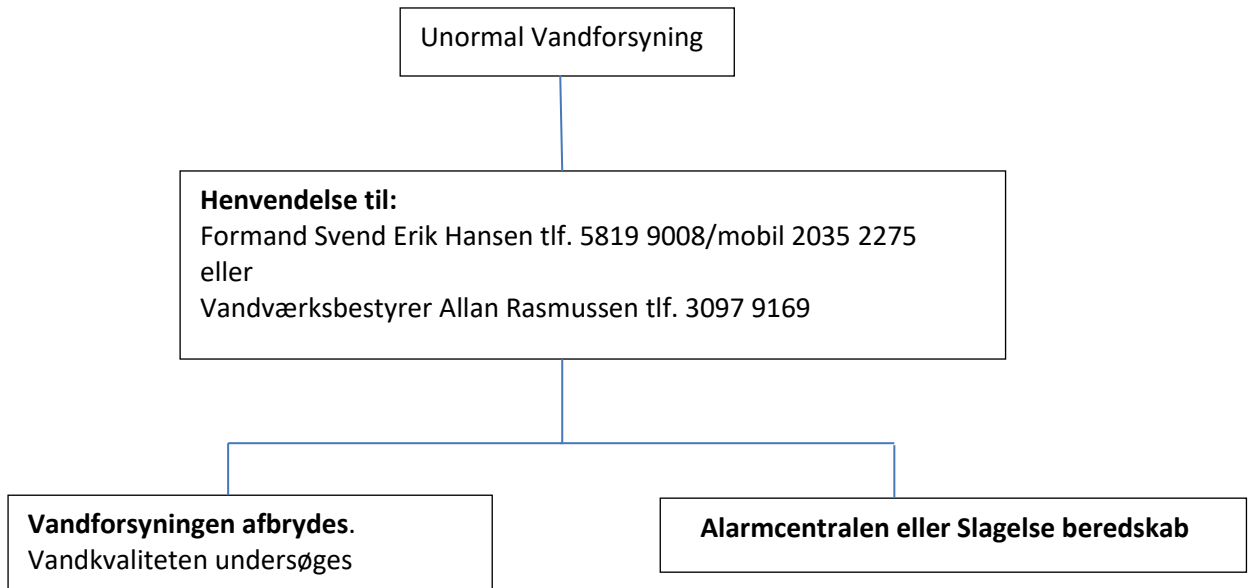 Unormal Vandforsyning
Henvendelse til:
Formand Svend Erik Hansen tlf. 5819 9008/mobil 2035 2275
eller
Vandværksbestyrer Allan Rasmussen tlf. 3097 9169
Vandforsyningen afbrydes.
Vandkvaliteten undersøges
Alarmcentralen eller Slagelse beredskab